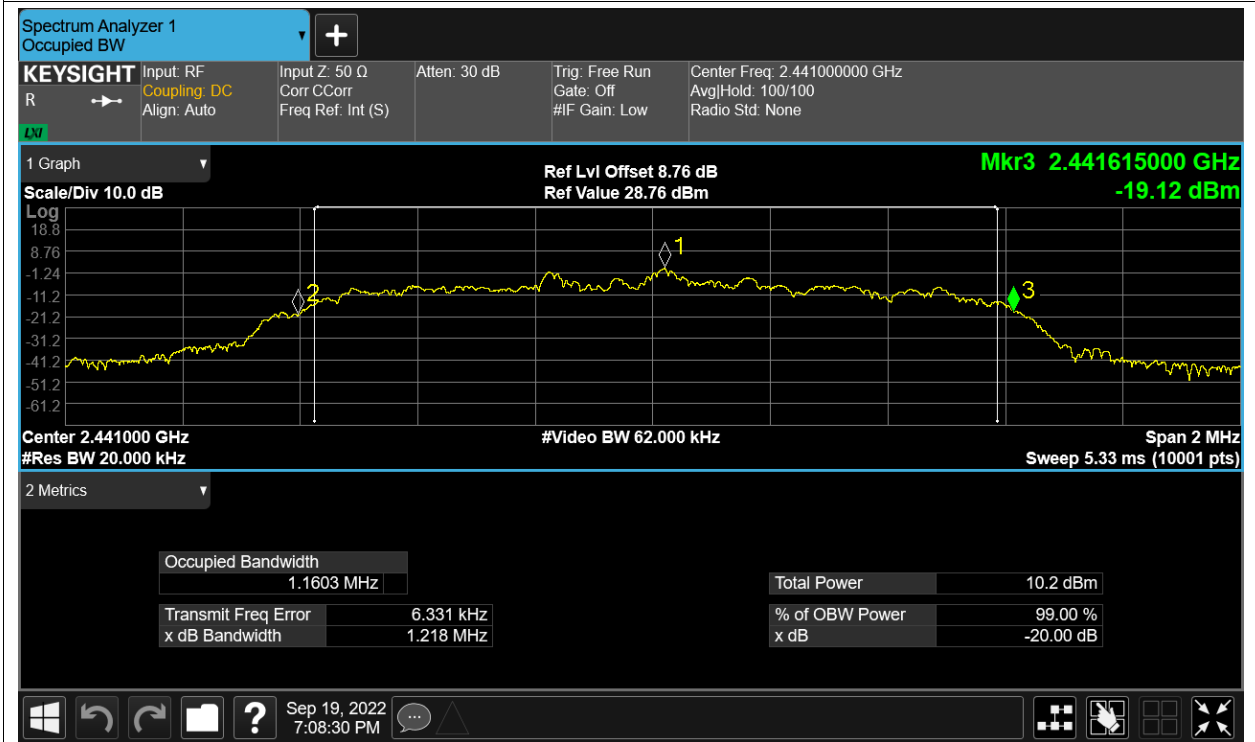 Spectrum Analyzer 1
Occupied BW
+
KEYSIGHT Input: RF Input Z: 50 Ω Atten: 30 dB Trig: Free Run Center Freq: 2.441000000 GHz
R Coupling: DC Corr CCorr Gate: Off Avg|Hold: 100/100
Align: Auto Freq Ref: Int (S) #IF Gain: Low Radio Std: None
LXI
1 Graph Ref Lvl Offset 8.76 dB Mkr3 2.441615000 GHz
Scale/Div 10.0 dB Ref Value 28.76 dBm -19.12 dBm
Log
18.8
8.76
-1.24
-11.2
-21.2
-31.2
-41.2
-51.2
-61.2
1
2
3
Center 2.441000 GHz #Video BW 62.000 kHz Span 2 MHz
#Res BW 20.000 kHz Sweep 5.33 ms (10001 pts)
2 Metrics
Occupied Bandwidth
1.1603 MHz Total Power 10.2 dBm
Transmit Freq Error 6.331 kHz % of OBW Power 99.00 %
x dB Bandwidth 1.218 MHz x dB -20.00 dB
? Sep 19, 2022
7:08:30 PM